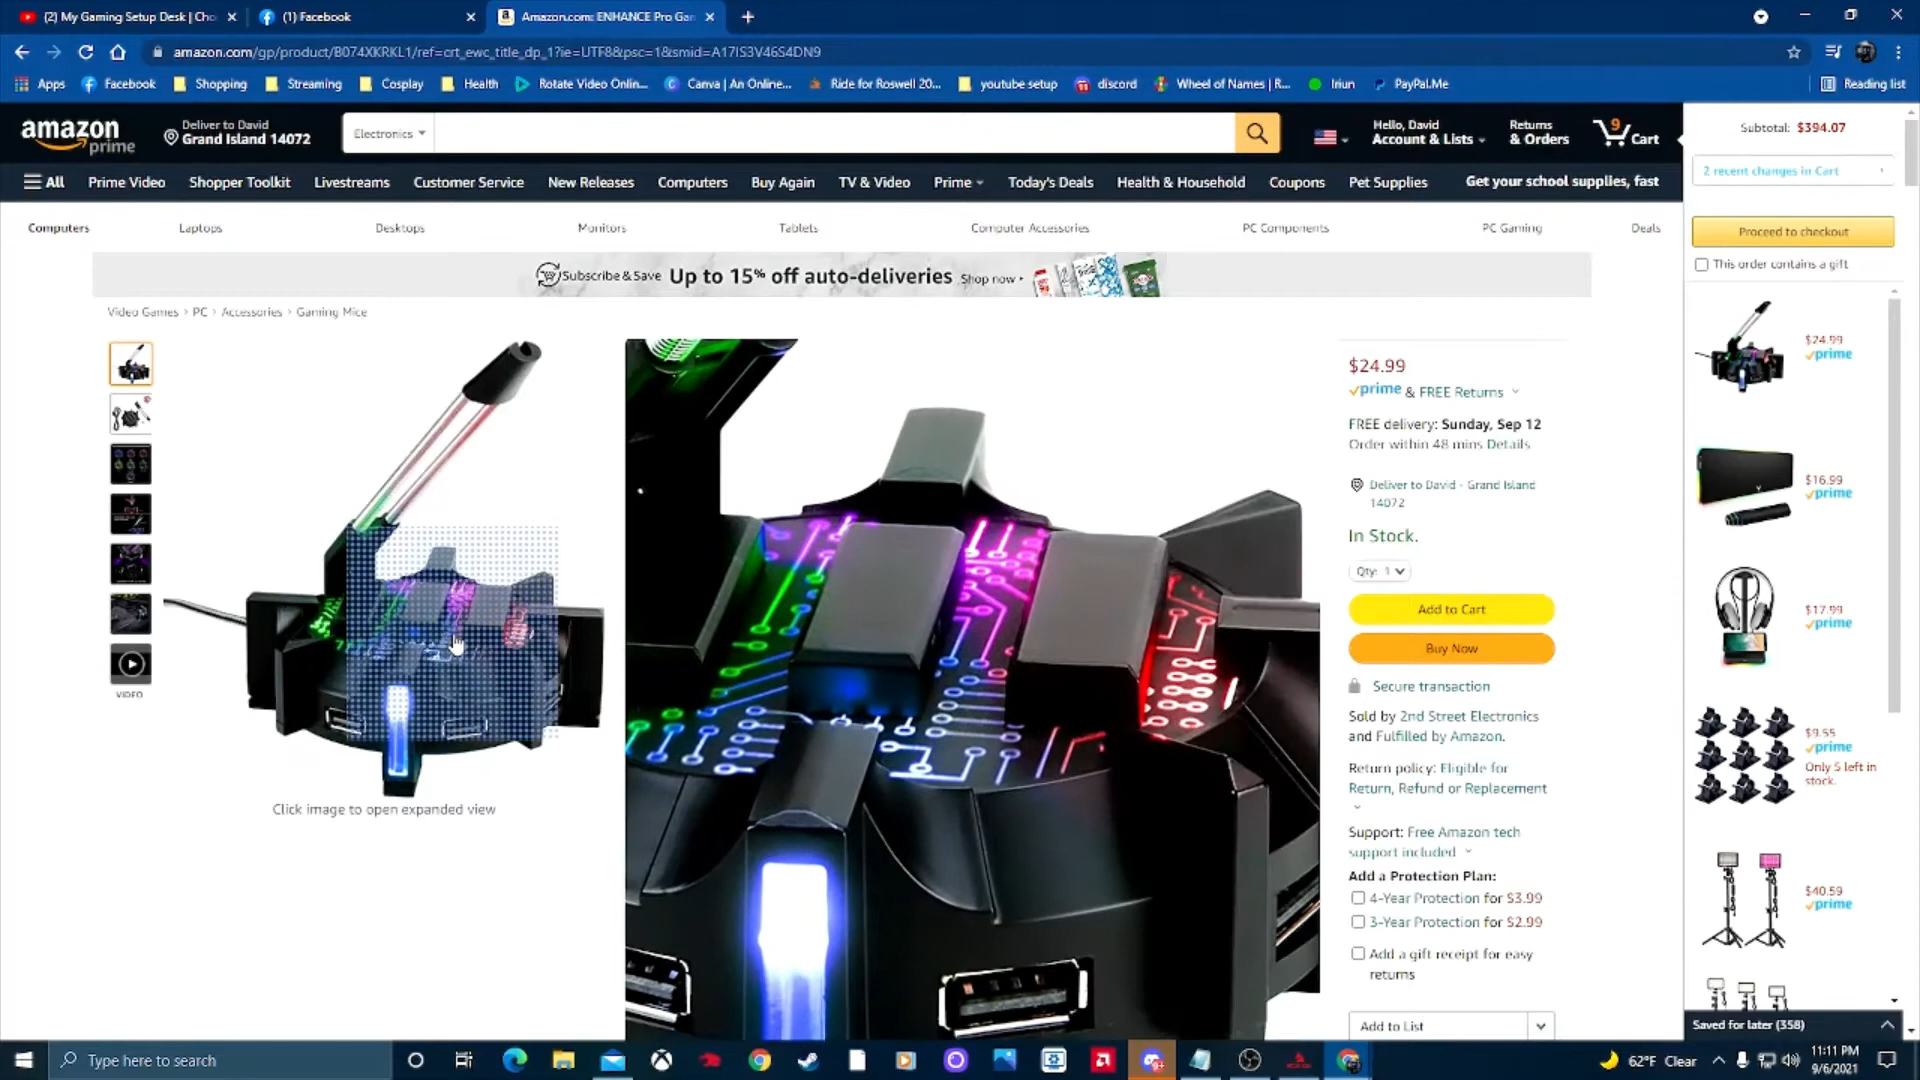 (2) My Gaming Setup Desk | Cho
(1) Facebook
Amazon.com: ENHANCE Pro Gam
amazon.com/gp/product/B074XKRKL1/ref=crt_ewc_title_dp_1?ie=UTF8&psc=1&smid=A17IS3V46S4DN9
Apps
Facebook
Shopping
Streaming
Cosplay
Health
Rotate Video Onlin...
Canva | An Online...
Ride for Roswell 20...
youtube setup
discord
Wheel of Names | R...
Iriun
PayPal.Me
Reading list
amazon
prime
Deliver to David
Grand Island 14072
Electronics
Hello, David
Account & Lists
Returns
& Orders
9
Cart
All
Prime Video
Shopper Toolkit
Livestreams
Customer Service
New Releases
Computers
Buy Again
TV & Video
Prime
Today's Deals
Health & Household
Coupons
Pet Supplies
Get your school supplies, fast
Computers
Laptops
Desktops
Monitors
Tablets
Computer Accessories
PC Components
PC Gaming
Deals
Subscribe & Save Up to 15% off auto-deliveries Shop now ›
Video Games › PC › Accessories › Gaming Mice
VIDEO
Click image to open expanded view
$24.99
prime & FREE Returns
FREE delivery: Sunday, Sep 12
Order within 48 mins Details
Deliver to David - Grand Island
14072
In Stock.
Qty: 1
Add to Cart
Buy Now
Secure transaction
Sold by 2nd Street Electronics
and Fulfilled by Amazon.
Return policy: Eligible for
Return, Refund or Replacement
Support: Free Amazon tech
support included
Add a Protection Plan:
4-Year Protection for $3.99
3-Year Protection for $2.99
Add a gift receipt for easy
returns
Add to List
Subtotal: $394.07
2 recent changes in Cart
Proceed to checkout
This order contains a gift
$24.99
prime
$16.99
prime
$17.99
prime
$9.55
prime
Only 5 left in
stock.
$40.59
prime
Saved for later (358)
Type here to search
62°F Clear
11:11 PM
9/6/2021